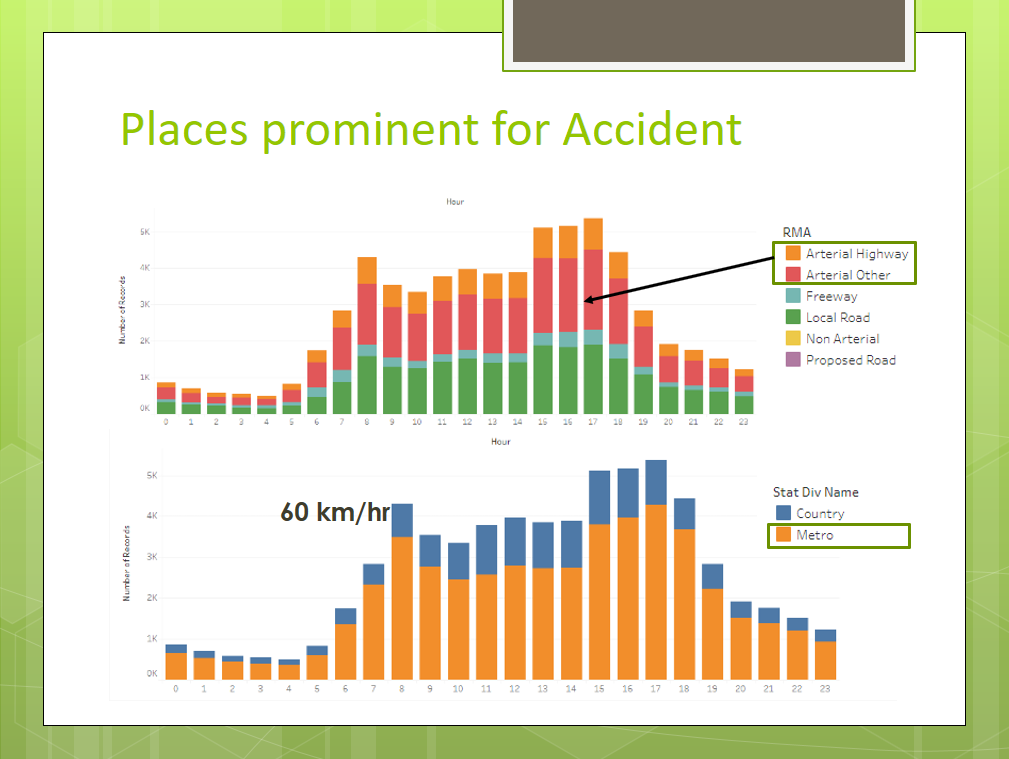 Places prominent for Accident
Hour
Number of Records
5K
4K
3K
2K
1K
0K
0 1 2 3 4 5 6 7 8 9 10 11 12 13 14 15 16 17 18 19 20 21 22 23
RMA
Arterial Highway
Arterial Other
Freeway
Local Road
Non Arterial
Proposed Road
Hour
Number of Records
5K
4K
3K
2K
1K
0K
60 km/hr
0 1 2 3 4 5 6 7 8 9 10 11 12 13 14 15 16 17 18 19 20 21 22 23
Stat Div Name
Country
Metro